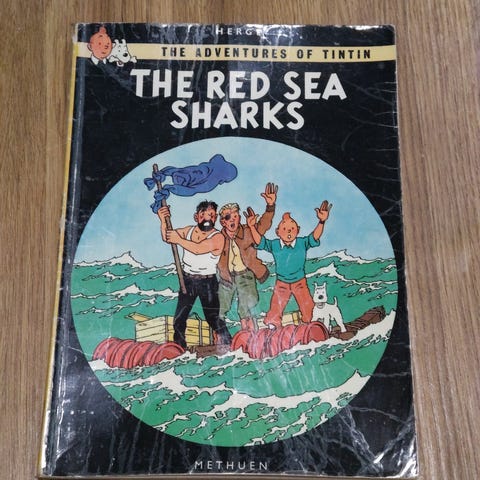 HERGÉ
THE ADVENTURES OF TINTIN
THE RED SEA
SHARKS
METHUEN